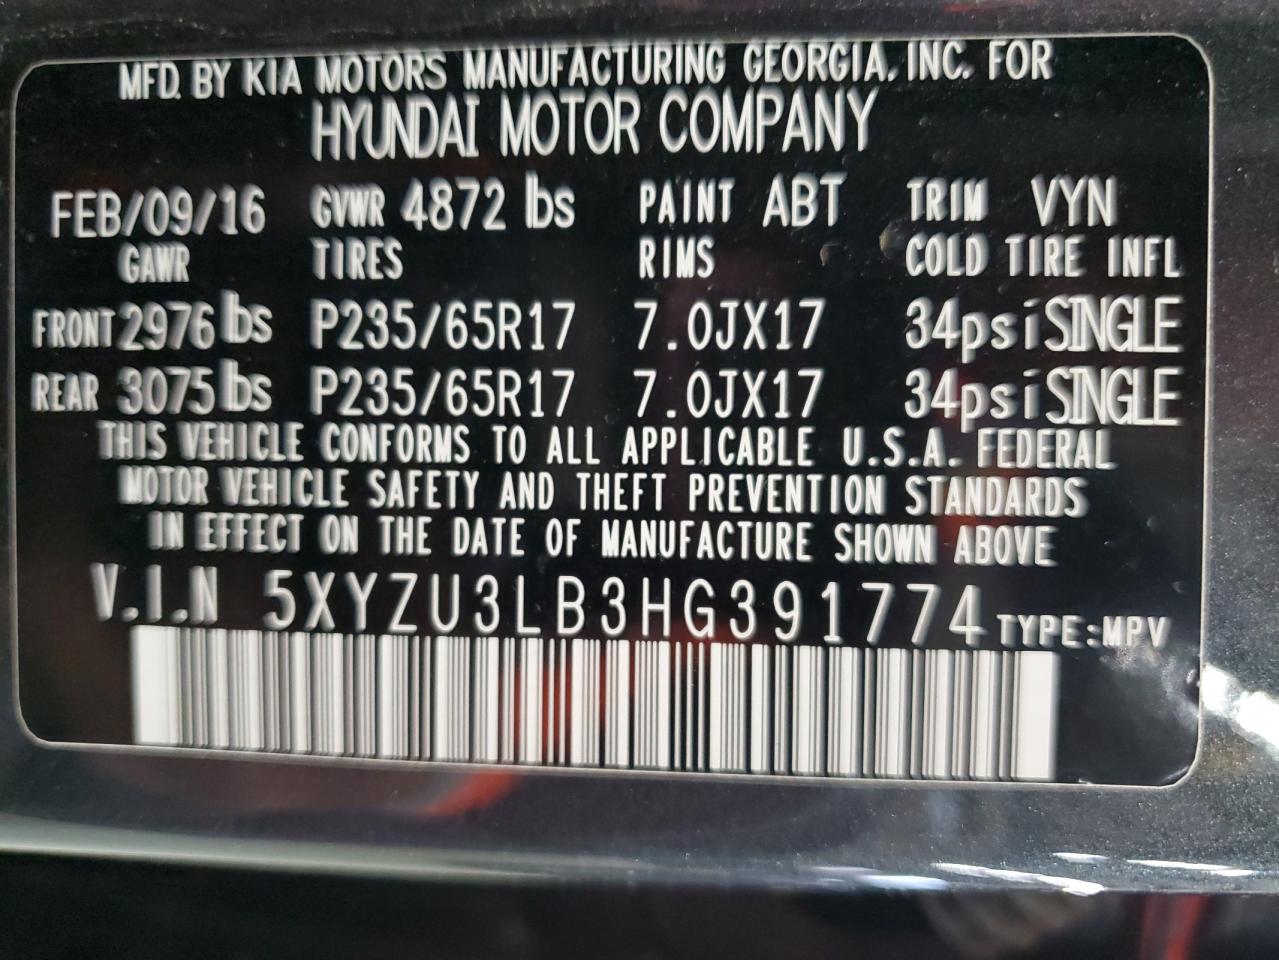 MFD. BY KIA MOTORS MANUFACTURING GEORGIA, INC. FOR
HYUNDAI MOTOR COMPANY
FEB/09/16 GVWR 4872 lbs PAINT ABT TRIM VYN
GAWR TIRES RIMS COLD TIRE INFL
FRONT 2976 lbs P235/65R17 7.0JX17 34psi SINGLE
REAR 3075 lbs P235/65R17 7.0JX17 34psi SINGLE
THIS VEHICLE CONFORMS TO ALL APPLICABLE U.S.A. FEDERAL
MOTOR VEHICLE SAFETY AND THEFT PREVENTION STANDARDS
IN EFFECT ON THE DATE OF MANUFACTURE SHOWN ABOVE
V.I.N 5XYZU3LB3HG391774 TYPE:MPV